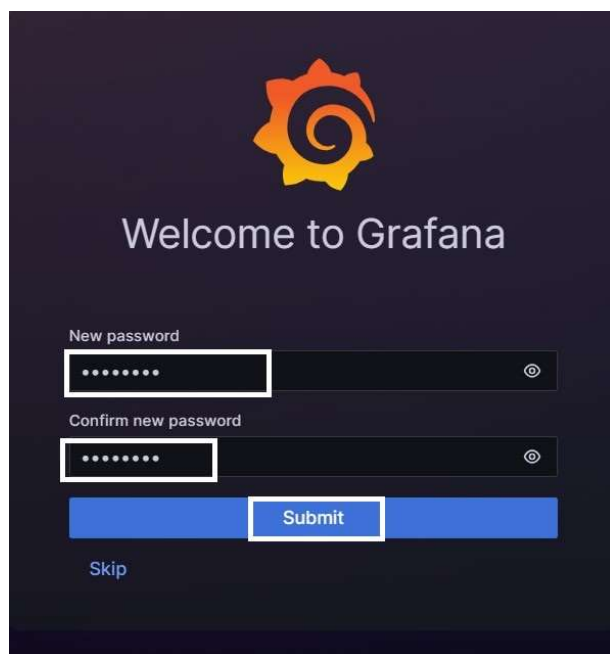 Welcome to Grafana
New password
••••••••
Confirm new password
••••••••
Submit
Skip